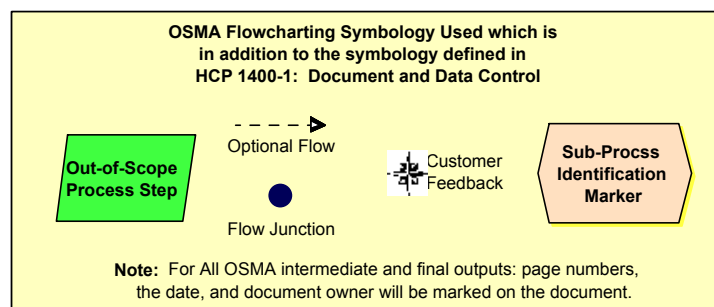 OSMA Flowcharting Symbology Used which is
in addition to the symbology defined in
HCP 1400-1: Document and Data Control
Out-of-Scope
Process Step
Optional Flow
Flow Junction
Customer
Feedback
Sub-Procss
Identification
Marker
Note: For All OSMA intermediate and final outputs: page numbers,
the date, and document owner will be marked on the document.